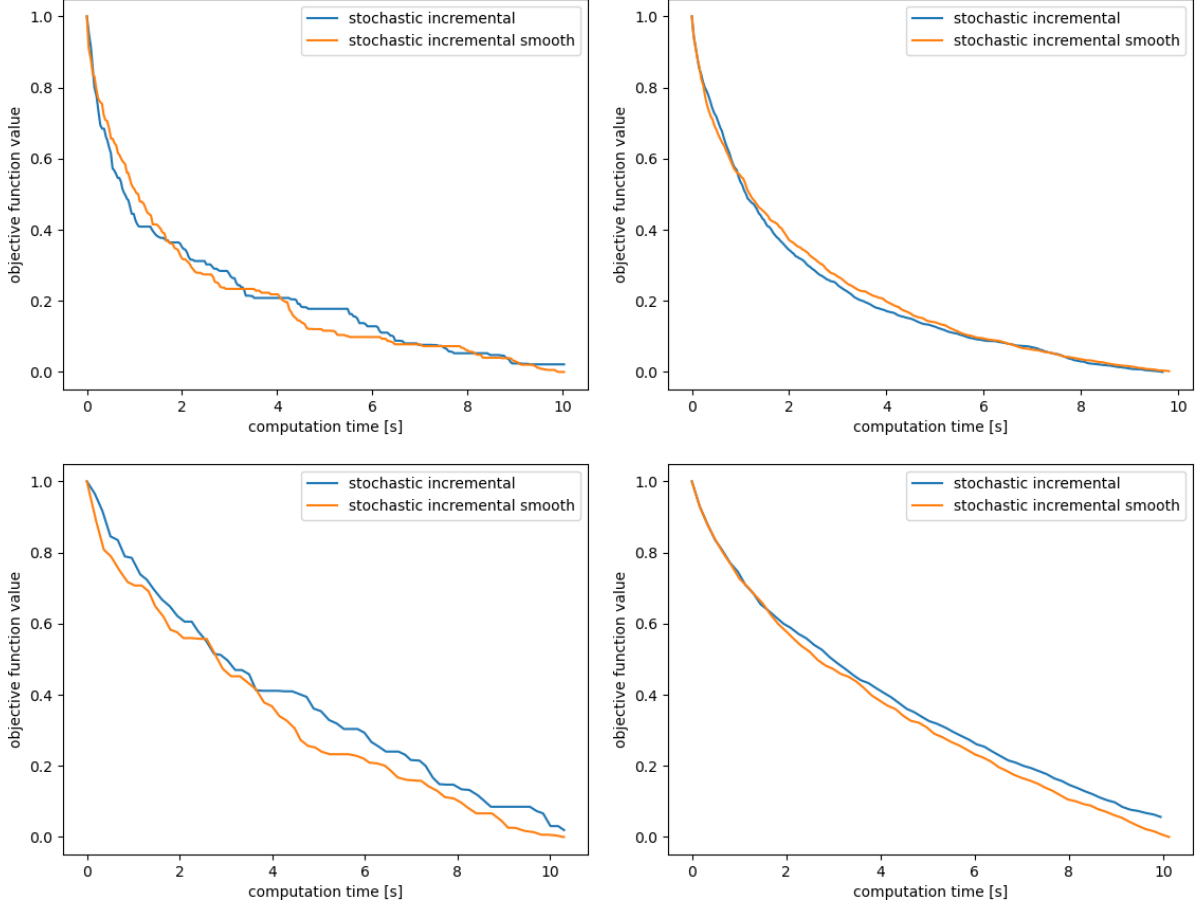 stochastic incremental
stochastic incremental smooth
objective function value
1.0
0.8
0.6
0.4
0.2
0.0
0 2 4 6 8 10
computation time [s]
stochastic incremental
stochastic incremental smooth
objective function value
1.0
0.8
0.6
0.4
0.2
0.0
0 2 4 6 8 10
computation time [s]
stochastic incremental
stochastic incremental smooth
objective function value
1.0
0.8
0.6
0.4
0.2
0.0
0 2 4 6 8 10
computation time [s]
stochastic incremental
stochastic incremental smooth
objective function value
1.0
0.8
0.6
0.4
0.2
0.0
0 2 4 6 8 10
computation time [s]